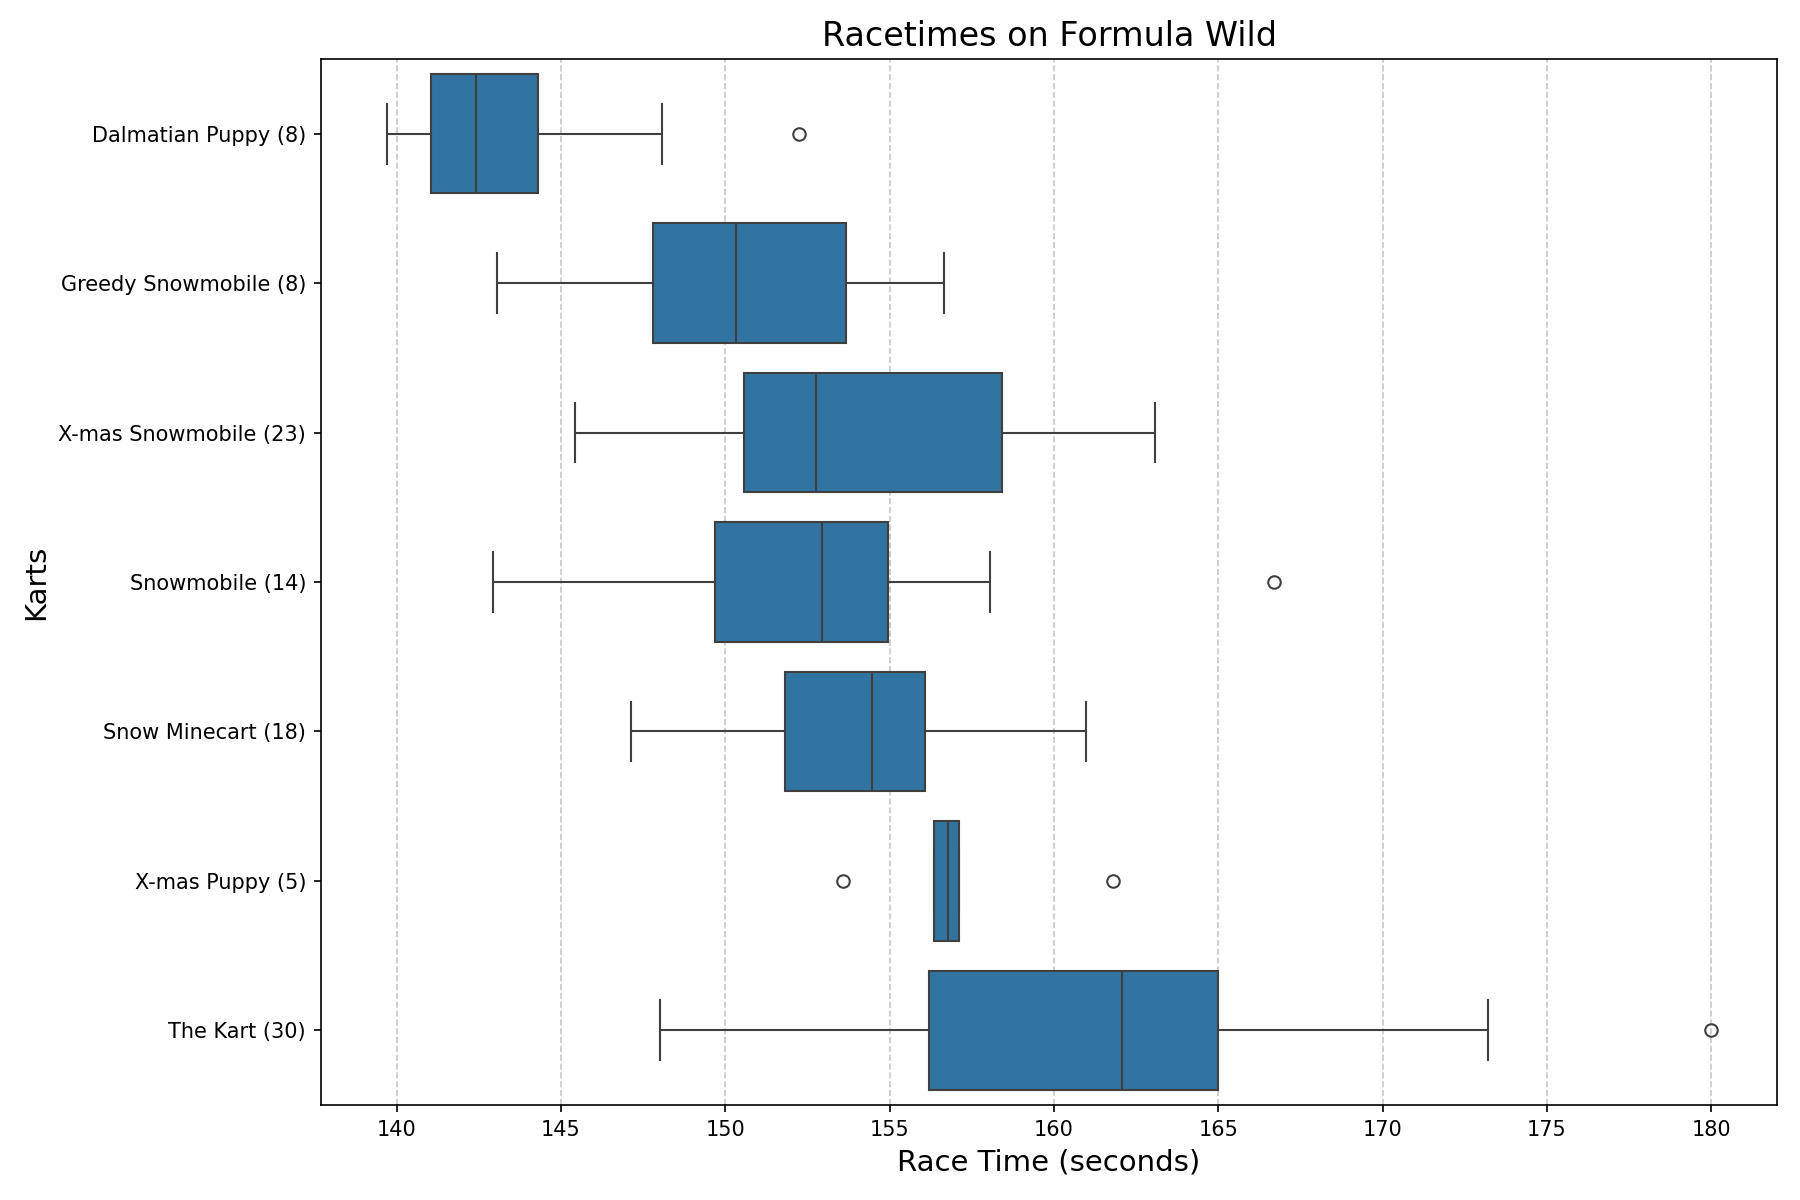 Racetimes on Formula Wild
Karts
Dalmatian Puppy (8)
Greedy Snowmobile (8)
X-mas Snowmobile (23)
Snowmobile (14)
Snow Minecart (18)
X-mas Puppy (5)
The Kart (30)
140 145 150 155 160 165 170 175 180
Race Time (seconds)